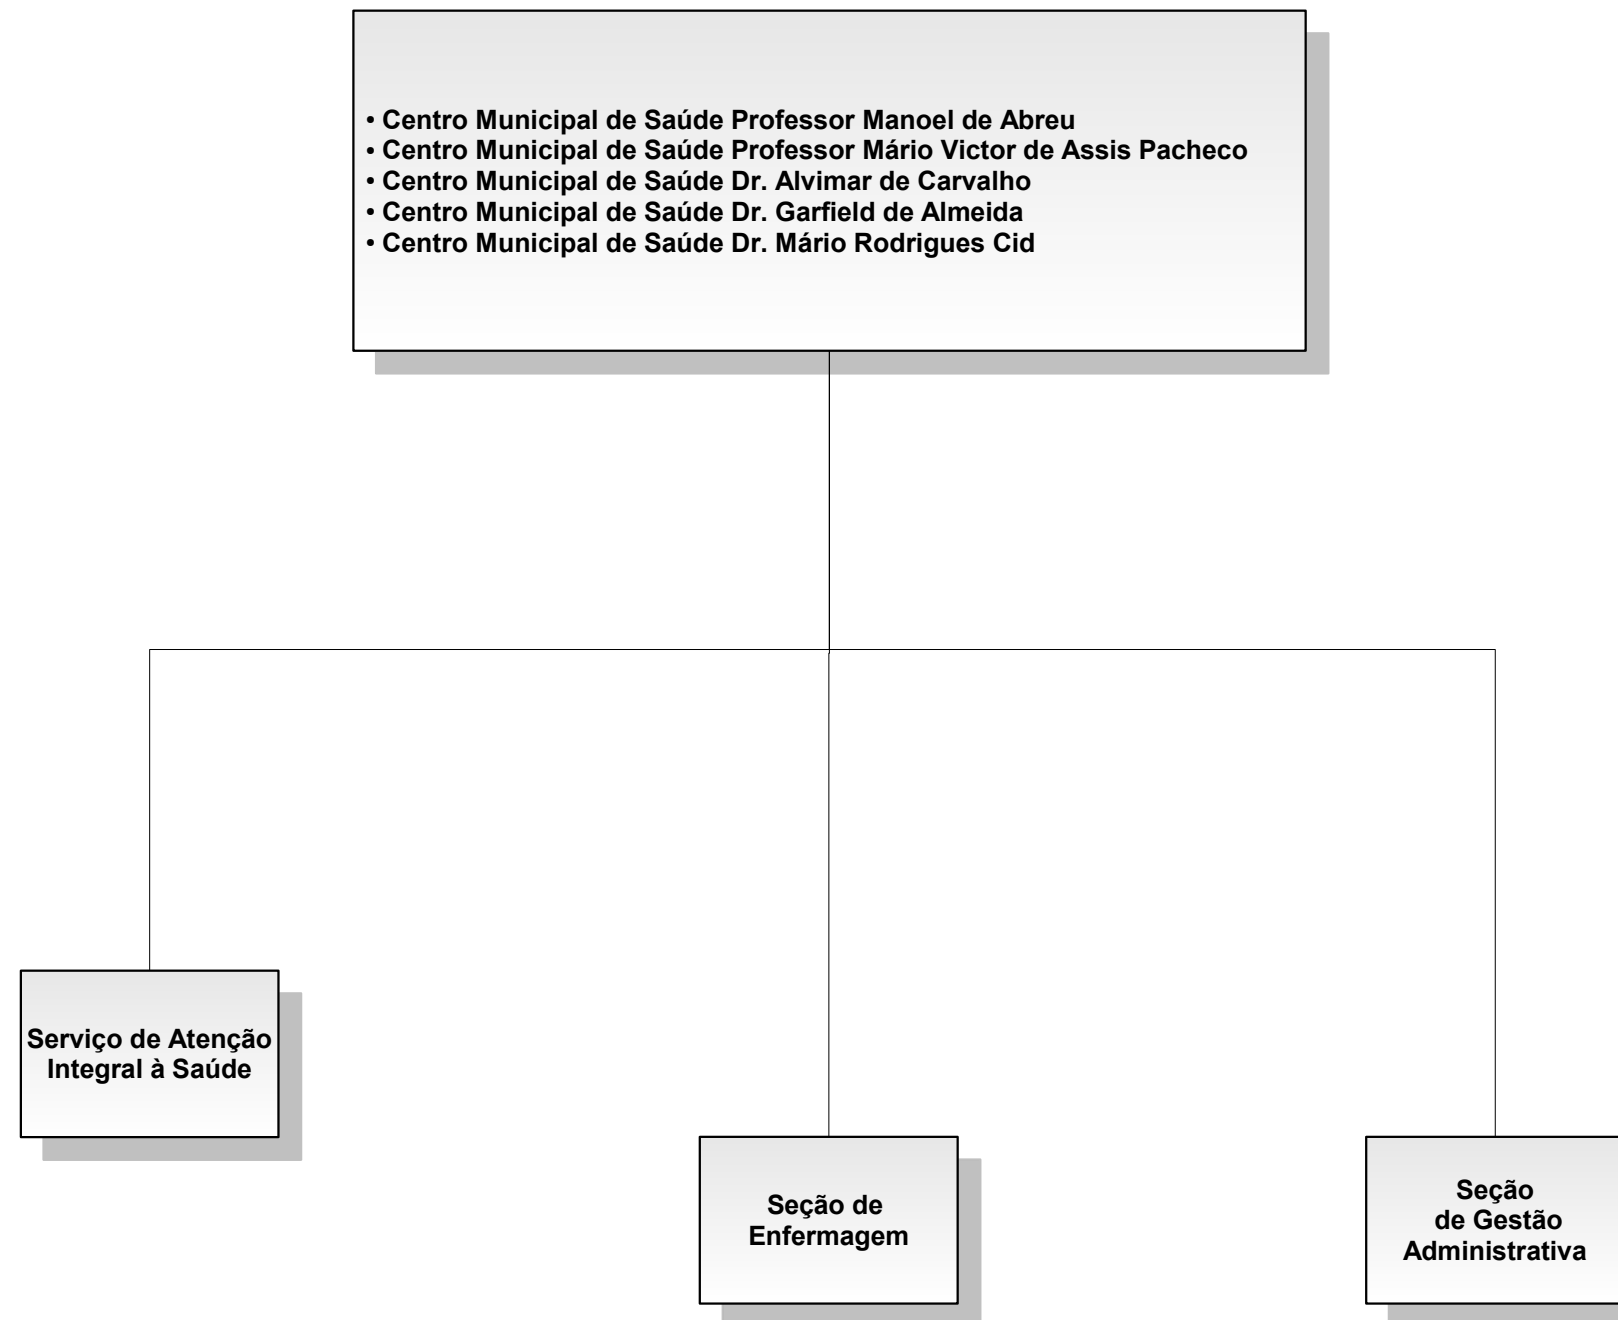 • Centro Municipal de Saúde Professor Manoel de Abreu
• Centro Municipal de Saúde Professor Mário Victor de Assis Pacheco
• Centro Municipal de Saúde Dr. Alvimar de Carvalho
• Centro Municipal de Saúde Dr. Garfield de Almeida
• Centro Municipal de Saúde Dr. Mário Rodrigues Cid
Serviço de Atenção
Integral à Saúde
Seção de
Enfermagem
Seção
de Gestão
Administrativa